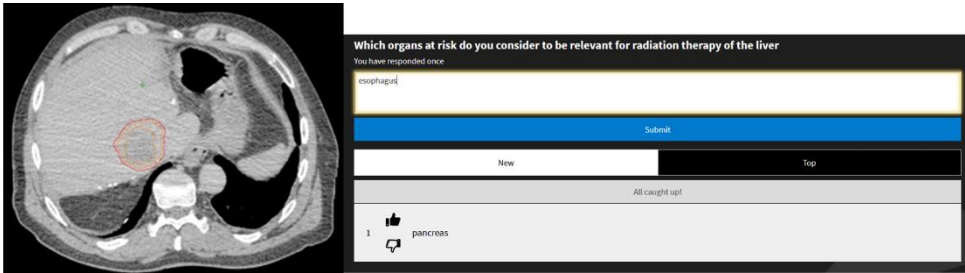 Which organs at risk do you consider to be relevant for radiation therapy of the liver
You have responded once
esophagus
Submit
New
Top
All caught up!
1
pancreas